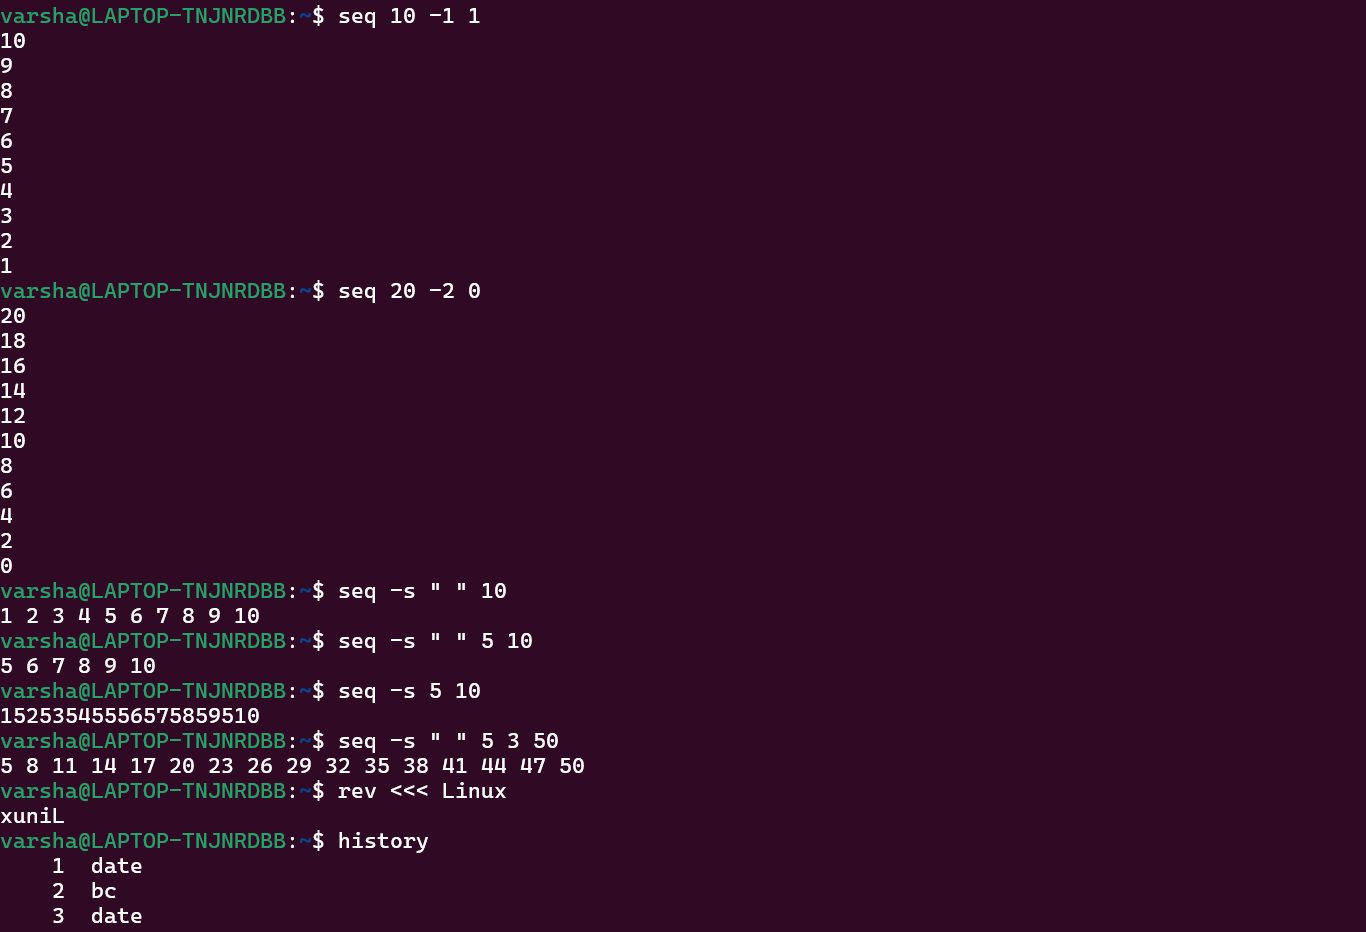 varsha@LAPTOP-TNJNRDBB:~$ seq 10 -1 1
10
9
8
7
6
5
4
3
2
1
varsha@LAPTOP-TNJNRDBB:~$ seq 20 -2 0
20
18
16
14
12
10
8
6
4
2
0
varsha@LAPTOP-TNJNRDBB:~$ seq -s " " 10
1 2 3 4 5 6 7 8 9 10
varsha@LAPTOP-TNJNRDBB:~$ seq -s " " 5 10
5 6 7 8 9 10
varsha@LAPTOP-TNJNRDBB:~$ seq -s 5 10
15253545556575859510
varsha@LAPTOP-TNJNRDBB:~$ seq -s " " 5 3 50
5 8 11 14 17 20 23 26 29 32 35 38 41 44 47 50
varsha@LAPTOP-TNJNRDBB:~$ rev <<< Linux
xuniL
varsha@LAPTOP-TNJNRDBB:~$ history
    1  date
    2  bc
    3  date